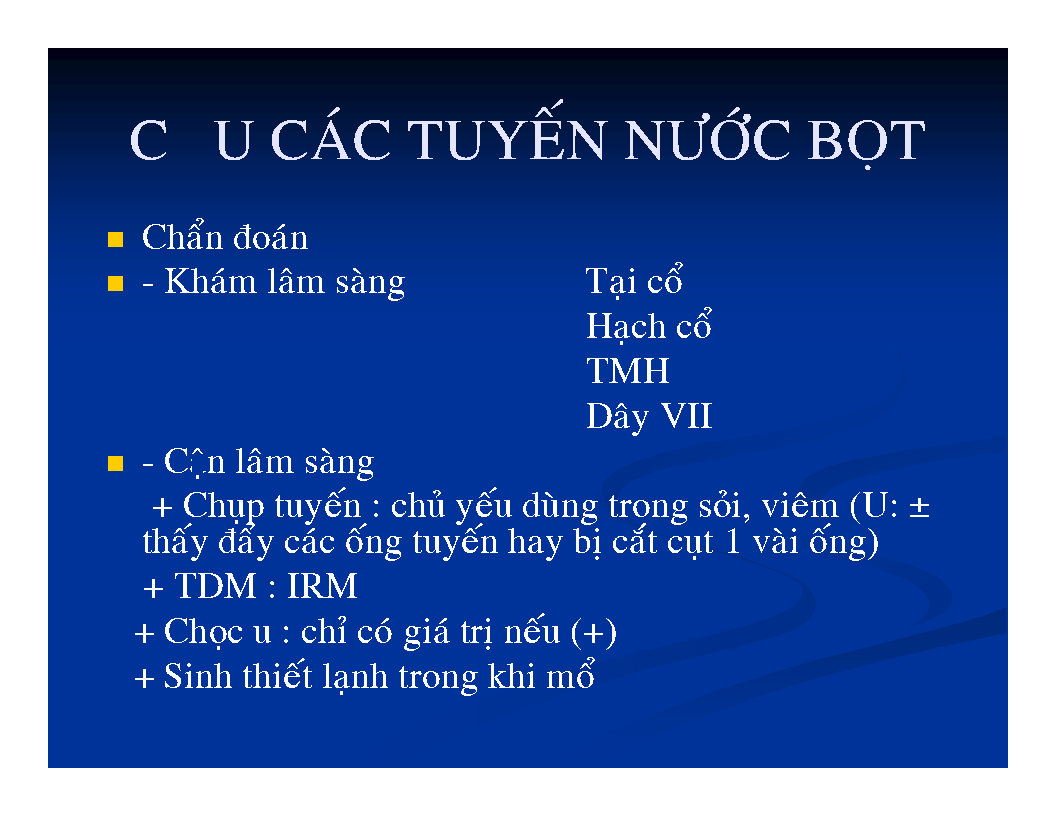 C U CÁC TUYẾN NƯỚC BỌT
Chẩn đoán
- Khám lâm sàng Tại cổ
Hạch cổ
TMH
Dây VII
- Cận lâm sàng
+ Chụp tuyến : chủ yếu dùng trong sỏi, viêm (U: ±
thấy đẩy các ống tuyến hay bị cắt cụt 1 vài ống)
+ TDM : IRM
+ Chọc u : chỉ có giá trị nếu (+)
+ Sinh thiết lạnh trong khi mổ